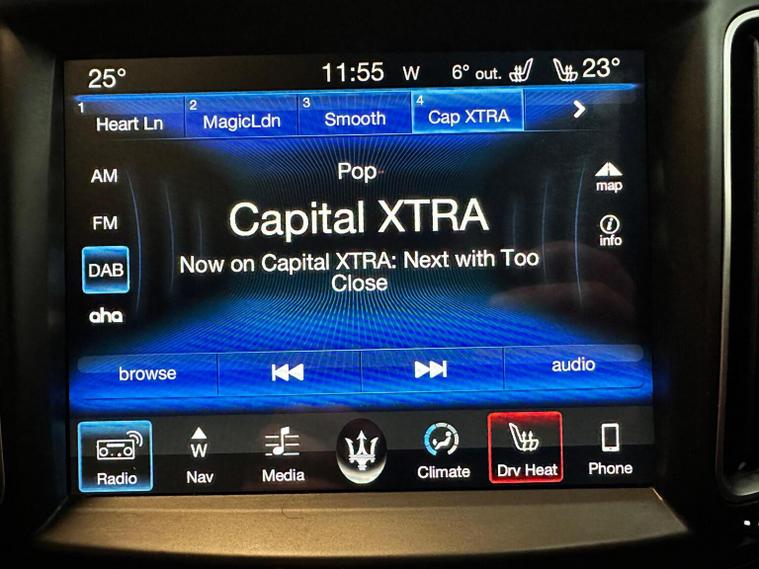 25° 11:55 W 6° out. 23°
1 Heart Ln 2 MagicLdn 3 Smooth 4 Cap XTRA
Pop
AM
map
Capital XTRA
FM
info
Now on Capital XTRA: Next with Too
Close
DAB
aha
browse audio
W
Radio Nav Media Climate Drv Heat Phone